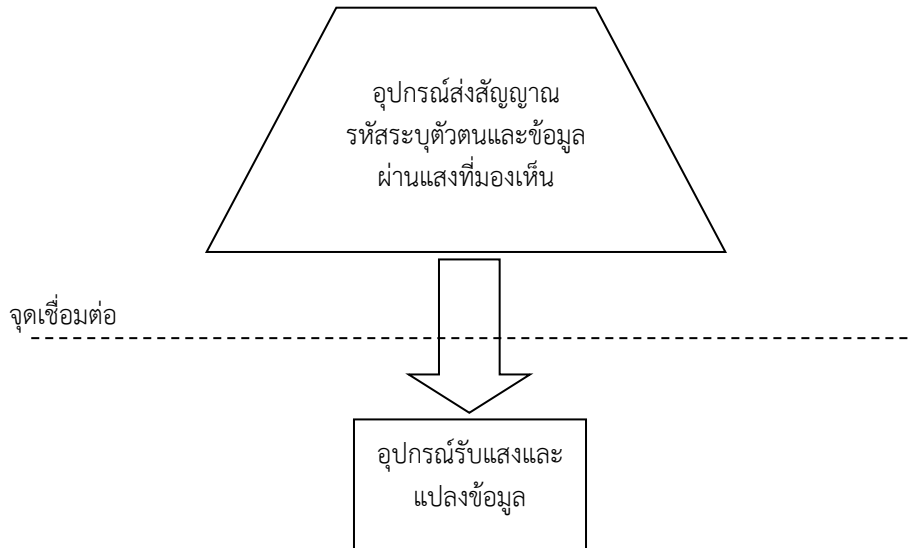 อุปกรณ์ส่งสัญญาณ
รหัสระบุตัวตนและข้อมูล
ผ่านแสงที่มองเห็น
จุดเชื่อมต่อ
อุปกรณ์รับแสงและ
แปลงข้อมูล